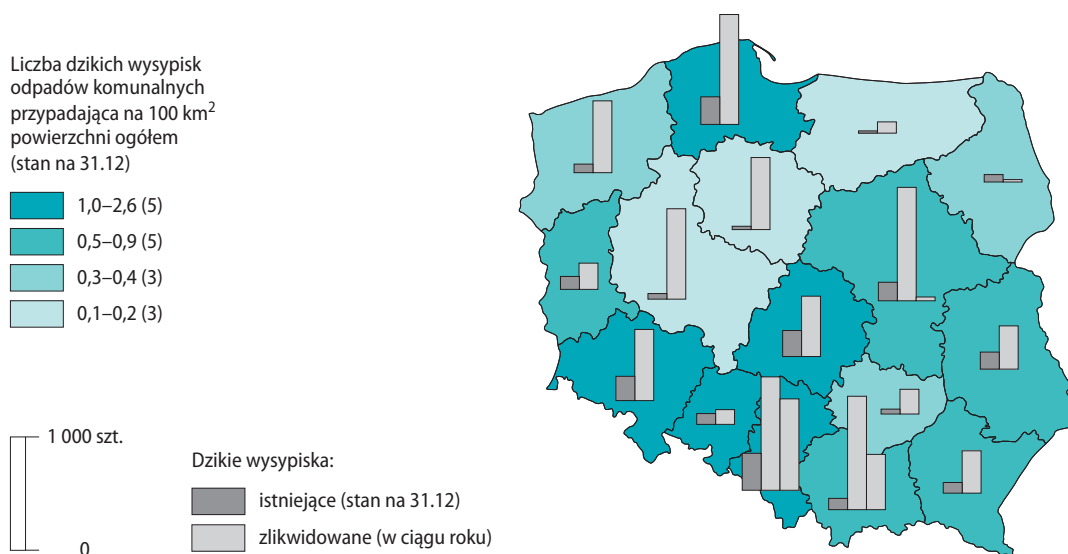 Liczba dzikich wysypisk
odpadów komunalnych
przypadająca na 100 km²
powierzchni ogółem
(stan na 31.12)
1,0–2,6 (5)
0,5–0,9 (5)
0,3–0,4 (3)
0,1–0,2 (3)
1 000 szt.
0
Dzikie wysypiska:
istniejące (stan na 31.12)
zlikwidowane (w ciągu roku)